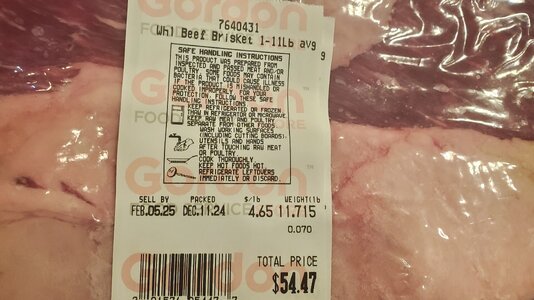 Gordon
7640431
Whl Beef Brisket 1-11Lb avg
g
SAFE HANDLING INSTRUCTIONS
THIS PRODUCT WAS PREPARED FROM
INSPECTED AND PASSED MEAT AND/OR
POULTRY. SOME FOODS MAY CONTAIN
BACTERIA THAT COULD CAUSE ILLNESS
IF THE PRODUCT IS MISHANDLED OR
COOKED IMPROPERLY. FOR YOUR
PROTECTION, FOLLOW THESE SAFE
HANDLING INSTRUCTIONS.
KEEP REFRIGERATED OR FROZEN.
THAW IN REFRIGERATOR OR MICROWAVE
KEEP RAW MEAT AND POULTRY
SEPARATE FROM OTHER FOODS.
WASH WORKING SURFACES
(INCLUDING CUTTING BOARDS),
UTENSILS AND HANDS
AFTER TOUCHING RAW MEAT
OR POULTRY.
COOK THOROUGHLY.
KEEP HOT FOODS HOT.
REFRIGERATE LEFTOVERS
IMMEDIATELY OR DISCARD.
SELL BY PACKED $/lb WEIGHT(lb
FEB.05.25 DEC.11.24 4.65 11.715
0.070
TOTAL PRICE
$54.47